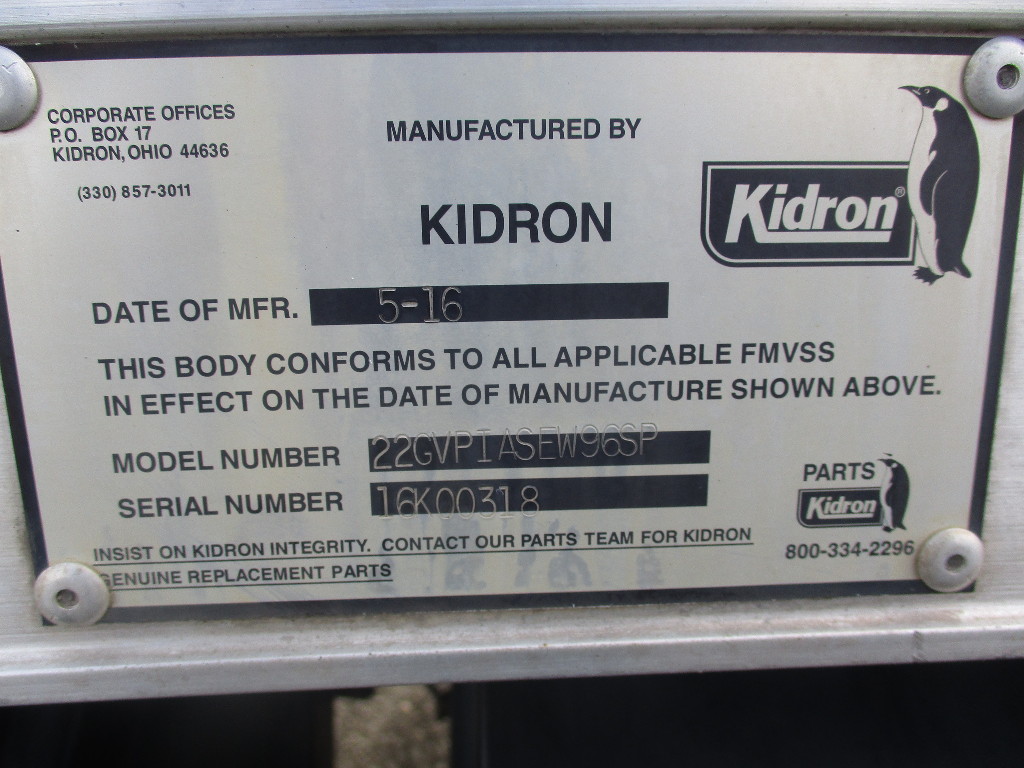 CORPORATE OFFICES
P.O. BOX 17
KIDRON, OHIO 44636
(330) 857-3011
MANUFACTURED BY
KIDRON
Kidron®
DATE OF MFR. 5-16
THIS BODY CONFORMS TO ALL APPLICABLE FMVSS
IN EFFECT ON THE DATE OF MANUFACTURE SHOWN ABOVE.
MODEL NUMBER 22GVPIASEW96SP
SERIAL NUMBER 16K00318
INSIST ON KIDRON INTEGRITY. CONTACT OUR PARTS TEAM FOR KIDRON
GENUINE REPLACEMENT PARTS
PARTS
Kidron
800-334-2296